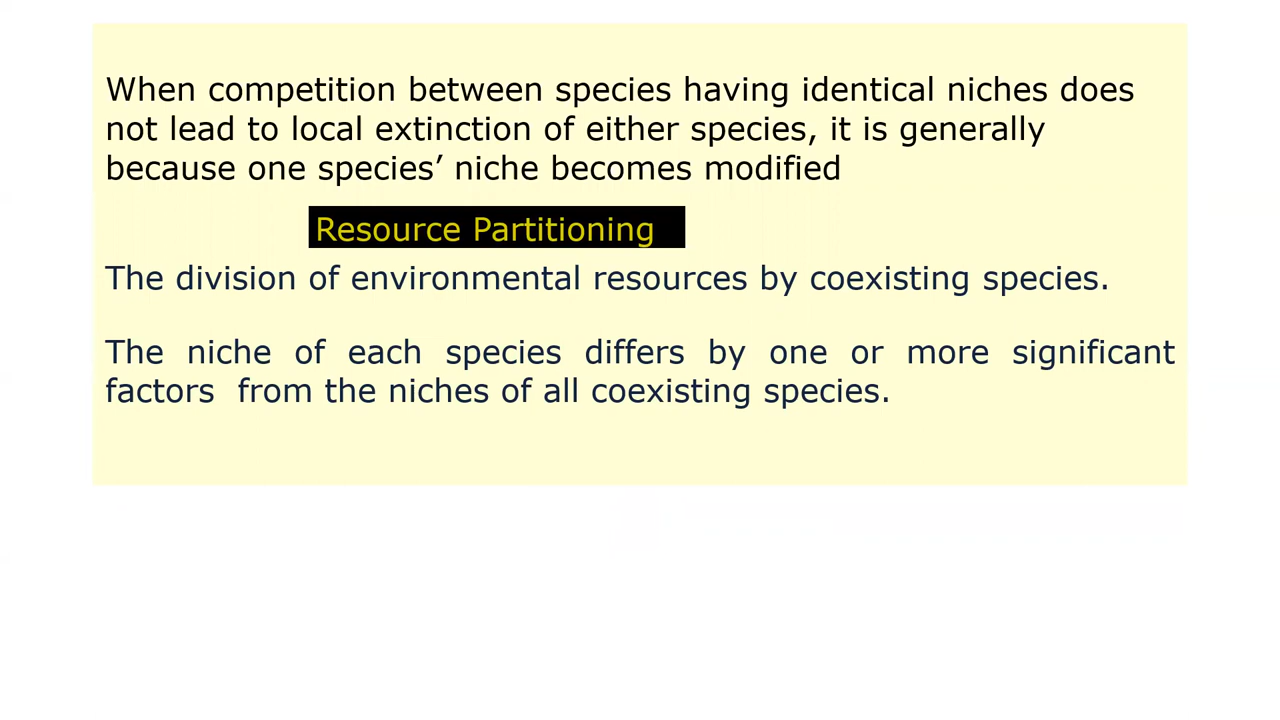 When competition between species having identical niches does
not lead to local extinction of either species, it is generally
because one species’ niche becomes modified
Resource Partitioning
The division of environmental resources by coexisting species.
The niche of each species differs by one or more significant
factors from the niches of all coexisting species.